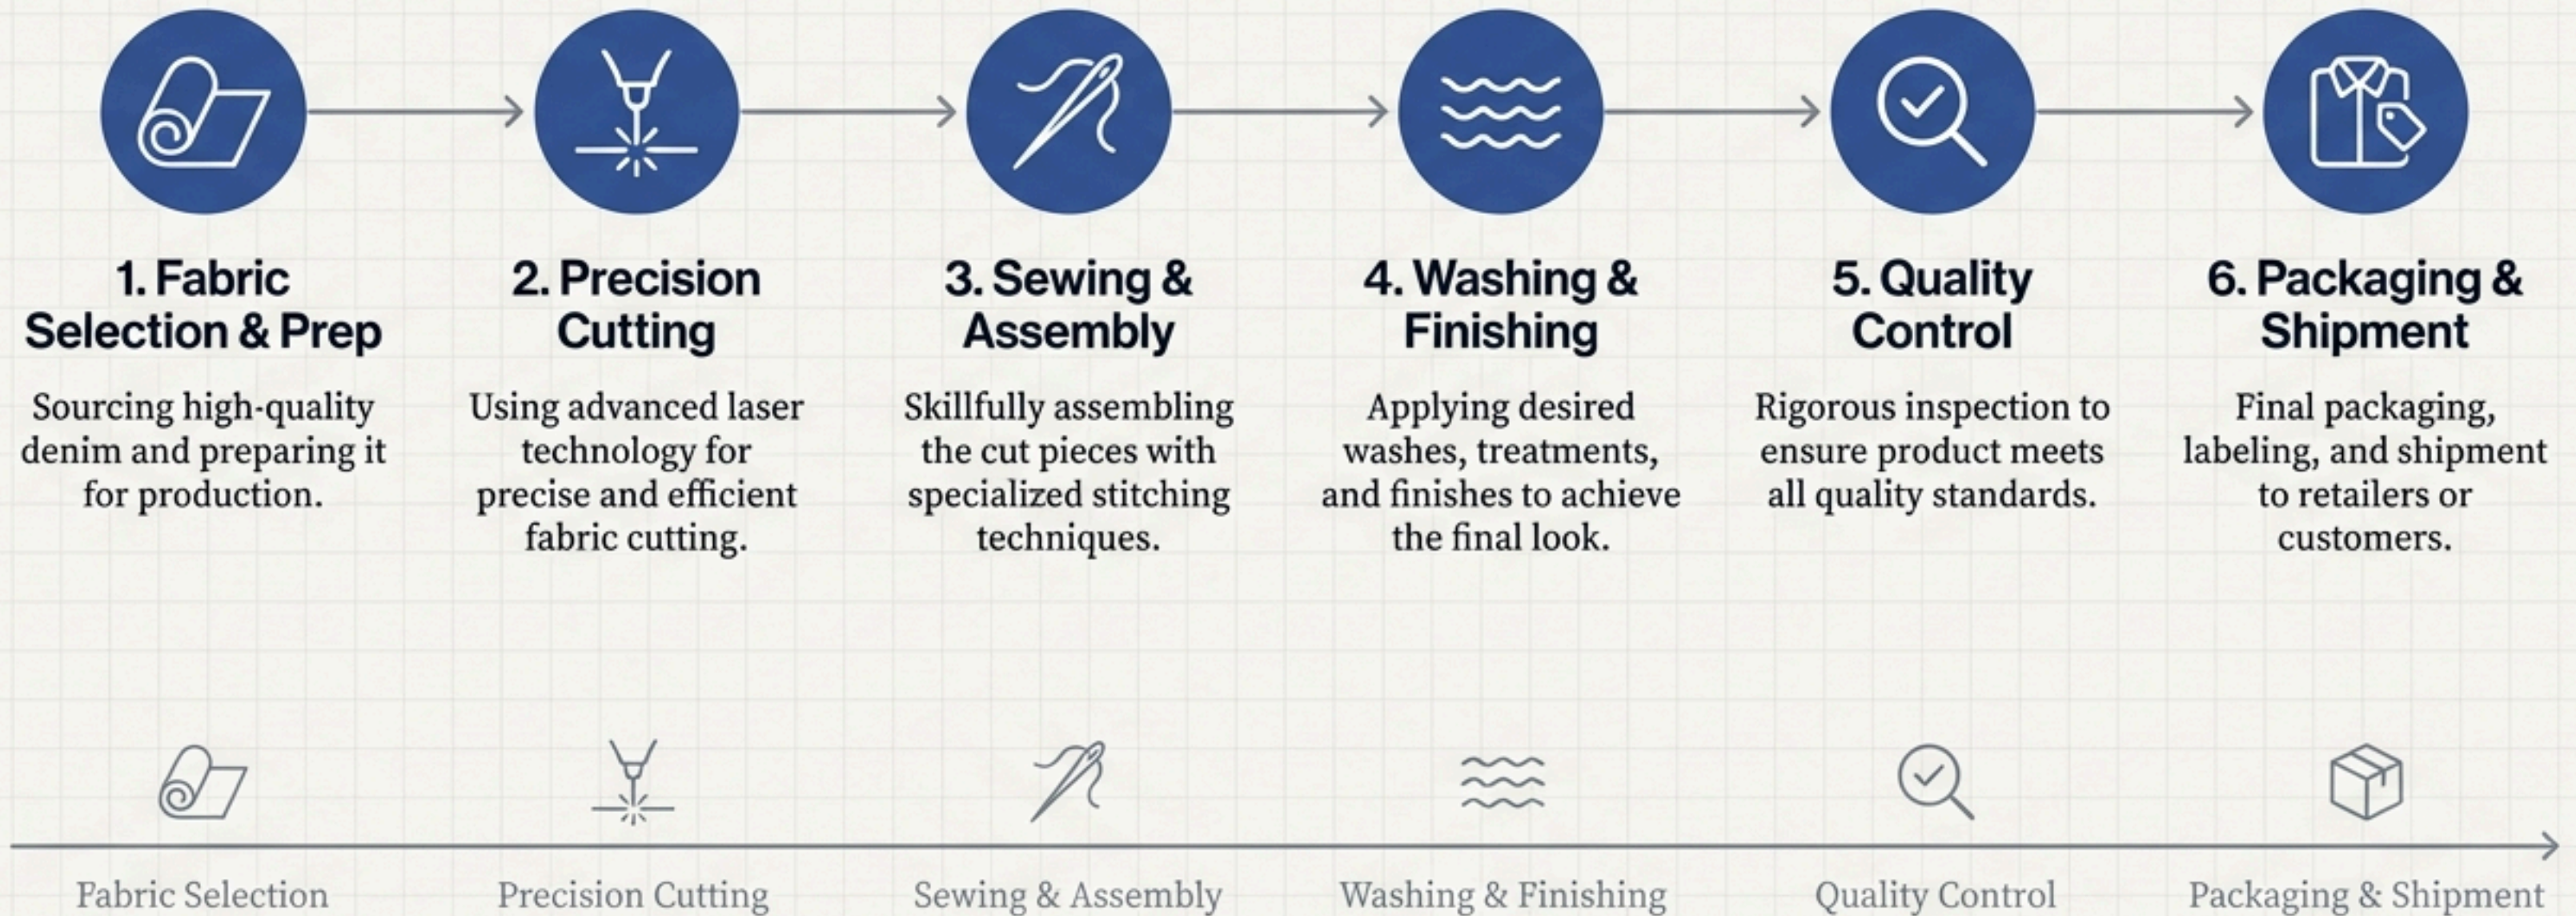 1. Fabric
Selection & Prep
Sourcing high-quality
denim and preparing it
for production.
2. Precision
Cutting
Using advanced laser
technology for
precise and efficient
fabric cutting.
3. Sewing &
Assembly
Skillfully assembling
the cut pieces with
specialized stitching
techniques.
4. Washing &
Finishing
Applying desired
washes, treatments,
and finishes to achieve
the final look.
5. Quality
Control
Rigorous inspection to
ensure product meets
all quality standards.
6. Packaging &
Shipment
Final packaging,
labeling, and shipment
to retailers or
customers.
Fabric Selection
Precision Cutting
Sewing & Assembly
Washing & Finishing
Quality Control
Packaging & Shipment